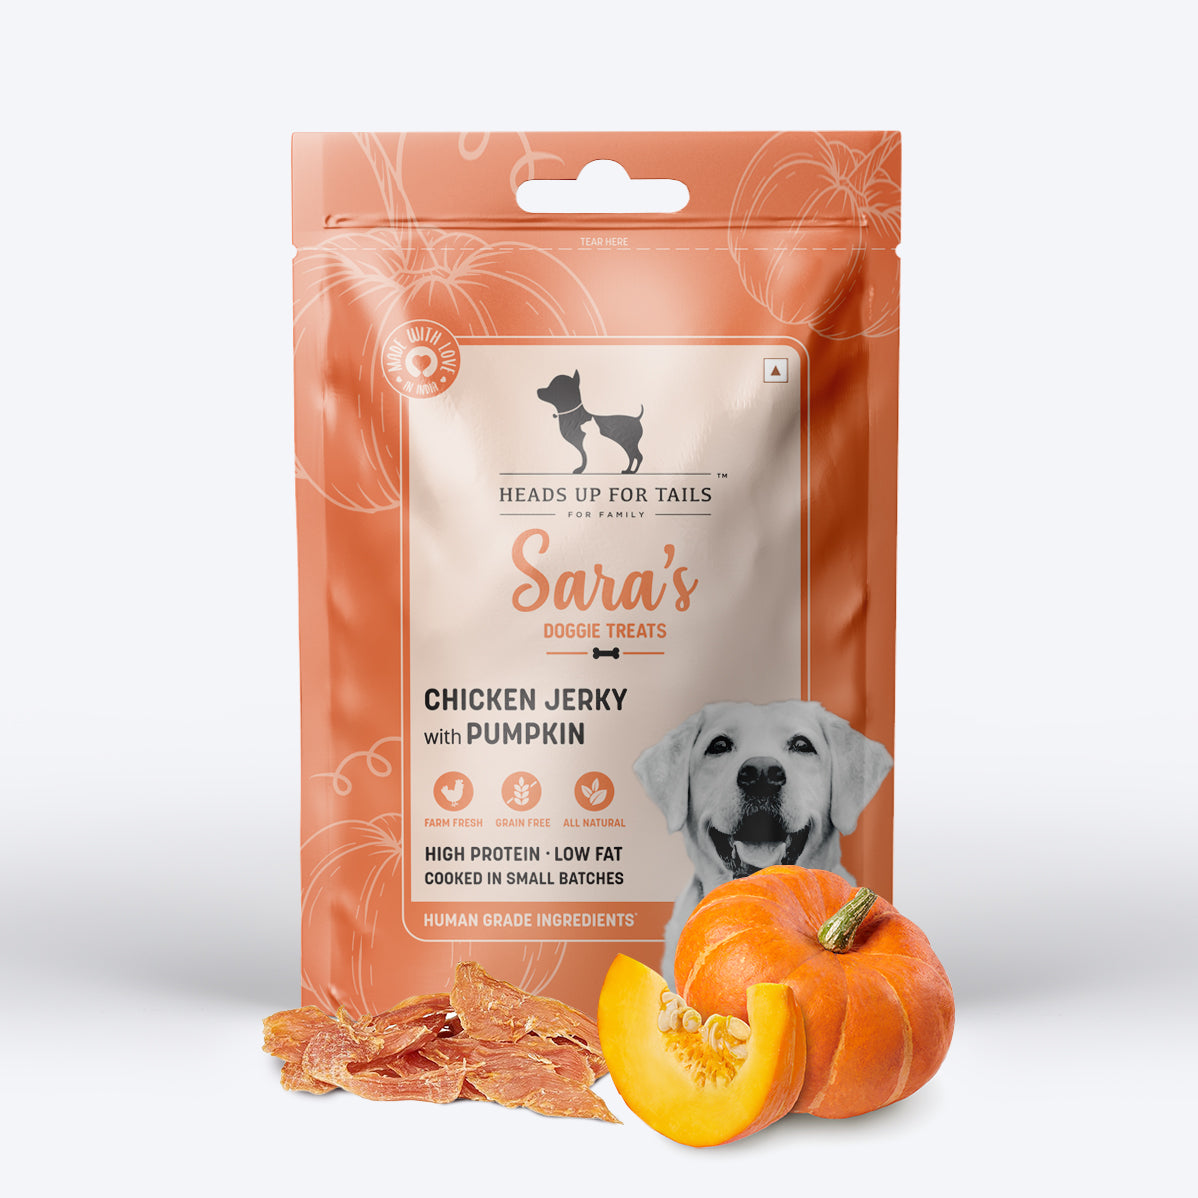 TEAR HERE
MADE WITH LOVE
IN INDIA
HEADS UP FOR TAILS™
FOR FAMILY
Sara's
DOGGIE TREATS
CHICKEN JERKY
with PUMPKIN
FARM FRESH GRAIN FREE ALL NATURAL
HIGH PROTEIN · LOW FAT
COOKED IN SMALL BATCHES
HUMAN GRADE INGREDIENTS*